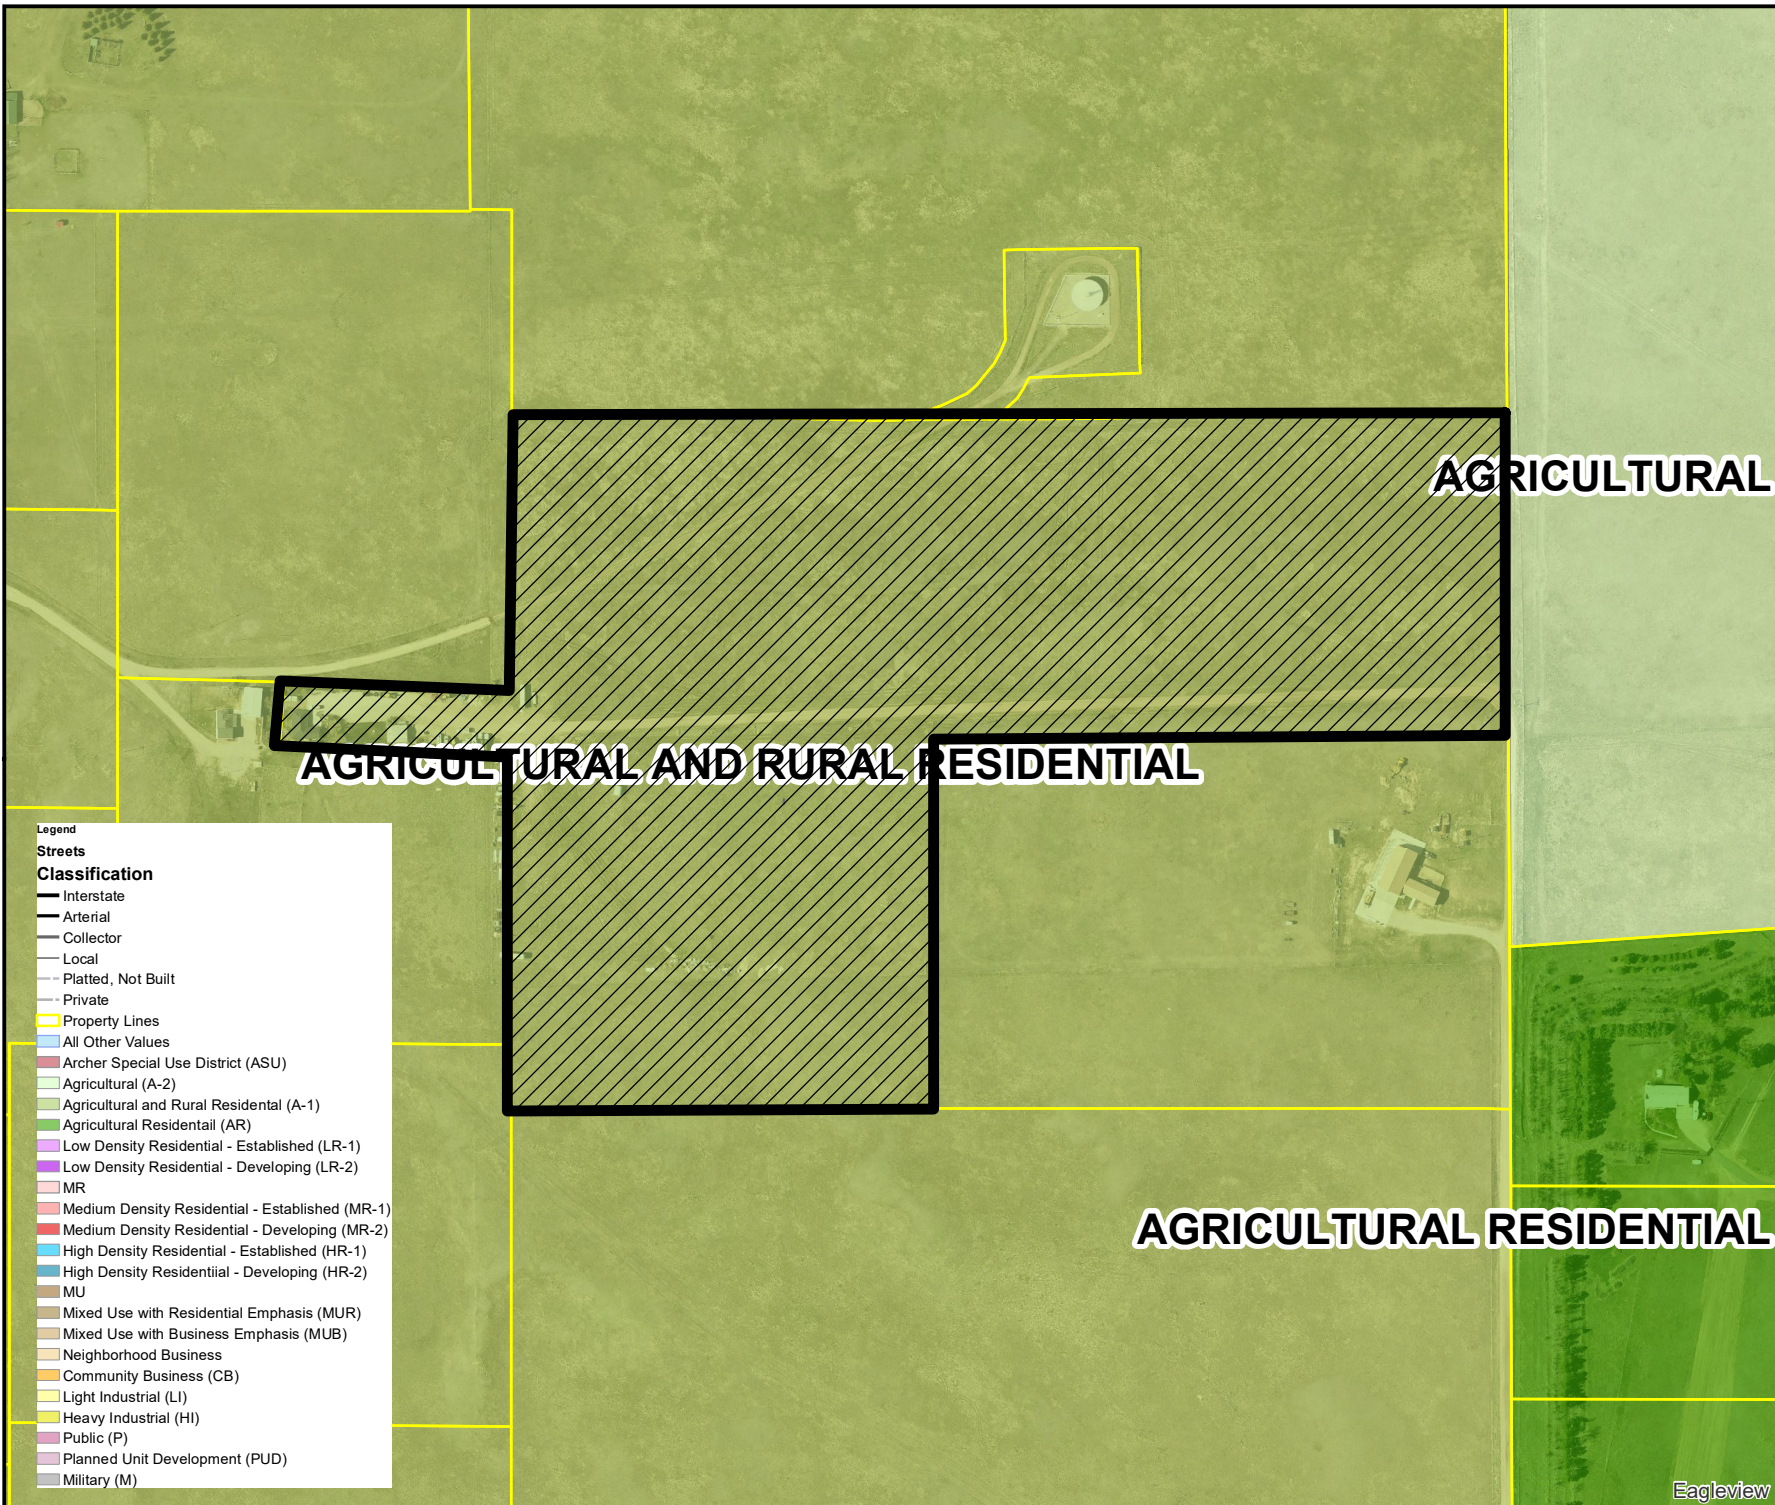 AGRICULTURAL
AGRICULTURAL AND RURAL RESIDENTIAL
Legend
Streets
Classification
Interstate
Arterial
Collector
Local
Platted, Not Built
Private
Property Lines
All Other Values
Archer Special Use District (ASU)
Agricultural (A-2)
Agricultural and Rural Residental (A-1)
Agricultural Residentail (AR)
Low Density Residential - Established (LR-1)
Low Density Residential - Developing (LR-2)
MR
Medium Density Residential - Established (MR-1)
Medium Density Residential - Developing (MR-2)
High Density Residential - Established (HR-1)
High Density Residentiial - Developing (HR-2)
MU
Mixed Use with Residential Emphasis (MUR)
Mixed Use with Business Emphasis (MUB)
Neighborhood Business
Community Business (CB)
Light Industrial (LI)
Heavy Industrial (HI)
Public (P)
Planned Unit Development (PUD)
Military (M)
AGRICULTURAL RESIDENTIAL
Eagleview